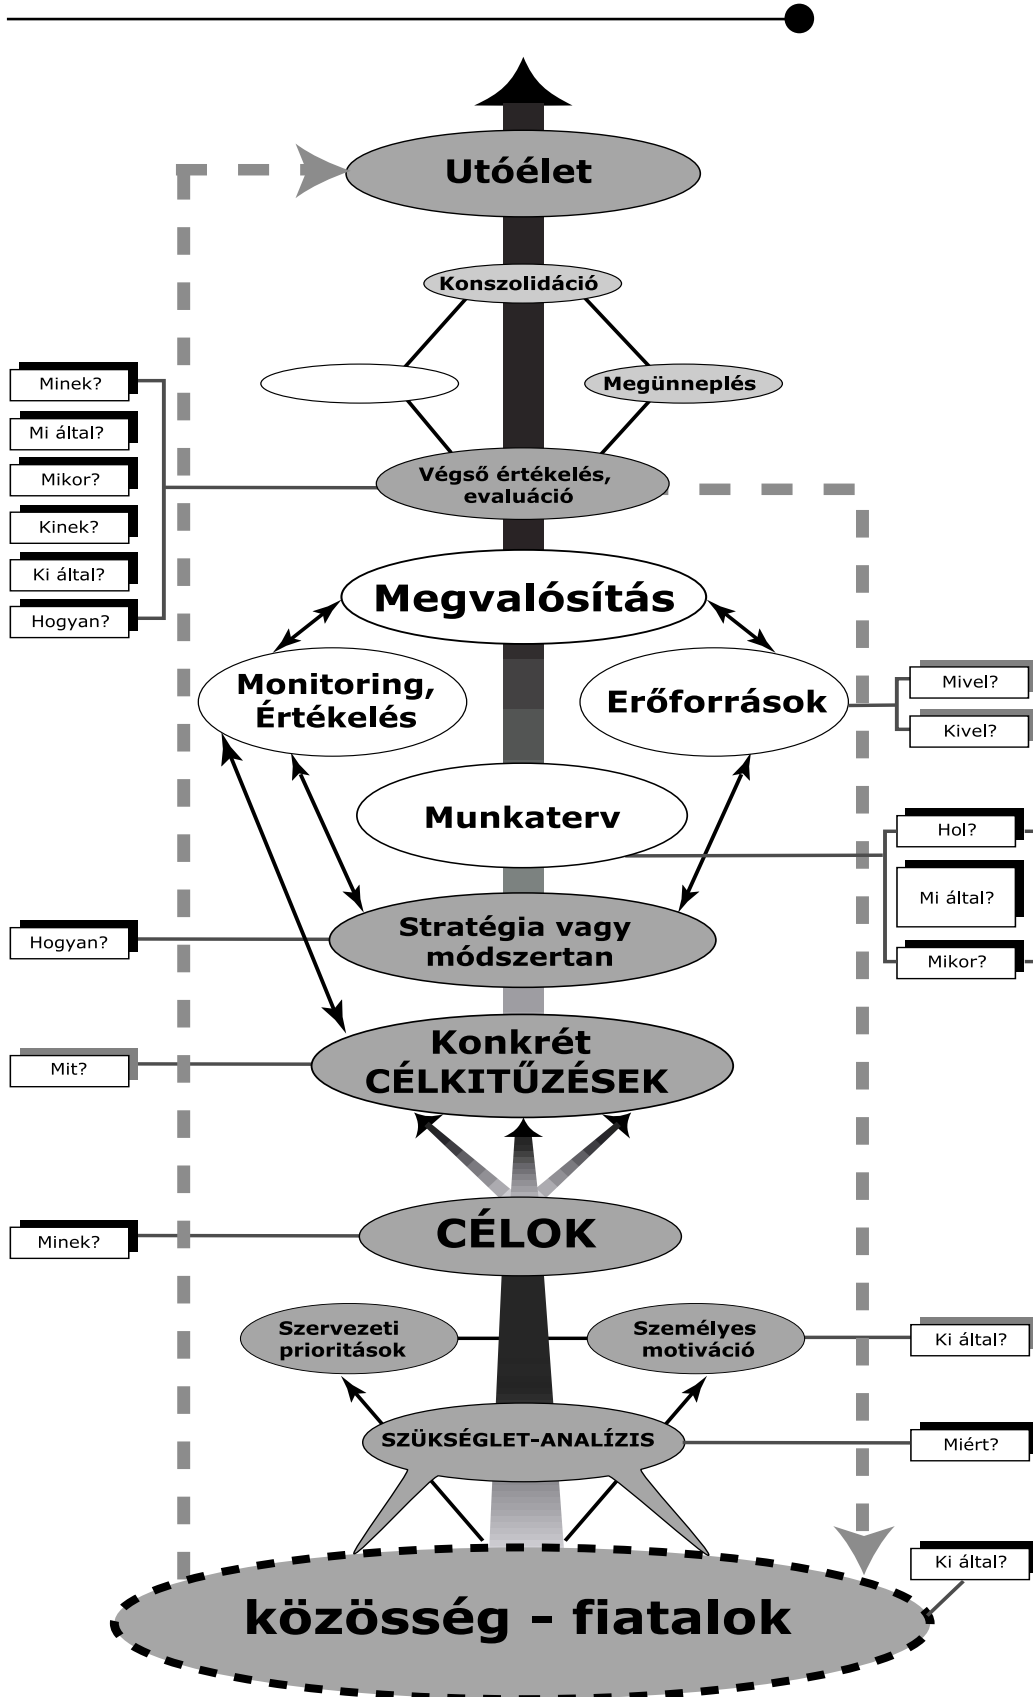 Utóélet
Konszolidáció
Megünneplés
Minek?
Mi által?
Mikor?
Kinek?
Ki által?
Hogyan?
Végső értékelés,
evaluáció
Megvalósítás
Monitoring,
Értékelés
Erőforrások
Mivel?
Kivel?
Munkaterv
Hol?
Mi által?
Mikor?
Hogyan?
Stratégia vagy
módszertan
Mit?
Konkrét
CÉLKITŰZÉSEK
Minek?
CÉLOK
Szervezeti
prioritások
Személyes
motiváció
Ki által?
SZÜKSÉGLET-ANALÍZIS
Miért?
Ki által?
közösség - fiatalok